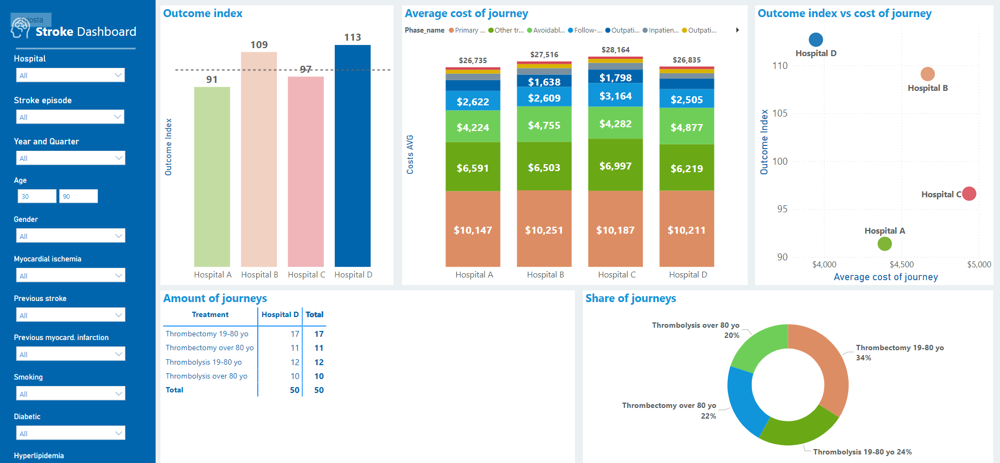 Tulosta
Stroke Dashboard
Hospital
All
Stroke episode
All
Year and Quarter
All
Age
30 90
Gender
All
Myocardial ischemia
All
Previous stroke
All
Previous myocard. infarction
All
Smoking
All
Diabetic
All
Hyperlipidemia
Outcome index
Outcome Index
91
109
97
113
Hospital A Hospital B Hospital C Hospital D
Average cost of journey
Phase_name Primary ... Other tr... Avoidabl... Follow-... Outpati... Inpatien... Outpati...
Costs AVG
$26,735 $27,516 $28,164 $26,835
$1,638 $1,798
$2,622 $2,609 $3,164 $2,505
$4,224 $4,755 $4,282 $4,877
$6,591 $6,503 $6,997 $6,219
$10,147 $10,251 $10,187 $10,211
Hospital A Hospital B Hospital C Hospital D
Outcome index vs cost of journey
Outcome Index
Hospital D
110
Hospital B
105
100
Hospital C
95
Hospital A
90
$4,000 $4,500 $5,000
Average cost of journey
Amount of journeys
Treatment Hospital D Total
Thrombectomy 19-80 yo 17 17
Thrombectomy over 80 yo 11 11
Thrombolysis 19-80 yo 12 12
Thrombolysis over 80 yo 10 10
Total 50 50
Share of journeys
Thrombolysis over 80 yo
20%
Thrombectomy 19-80 yo
34%
Thrombectomy over 80 yo
22%
Thrombolysis 19-80 yo 24%